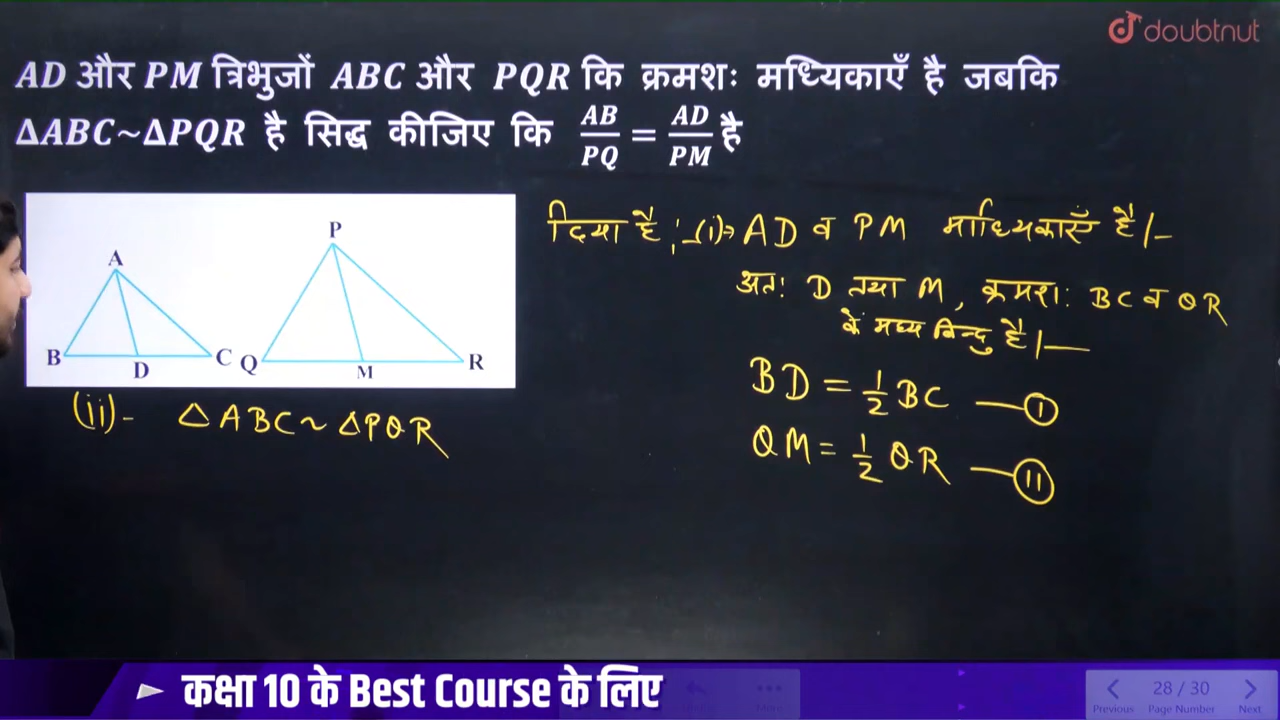 doubtnut
AD और PM त्रिभुजों ABC और PQR कि क्रमशः मध्यिकाएँ है जबकि
ΔABC~ΔPQR है सिद्ध कीजिए कि AB/PQ = AD/PM है
दिया है :- (i)⇒ AD व PM माध्यिकाएँ हैं।-
अतः D तथा M, क्रमशः BC व QR
के मध्य बिन्दु हैं।—
BD = 1/2 BC — I
QM = 1/2 QR — II
A
B
D
C
P
Q
M
R
(ii)- ΔABC ~ ΔPQR
कक्षा 10 के Best Course के लिए
28 / 30
Previous Page Number Next